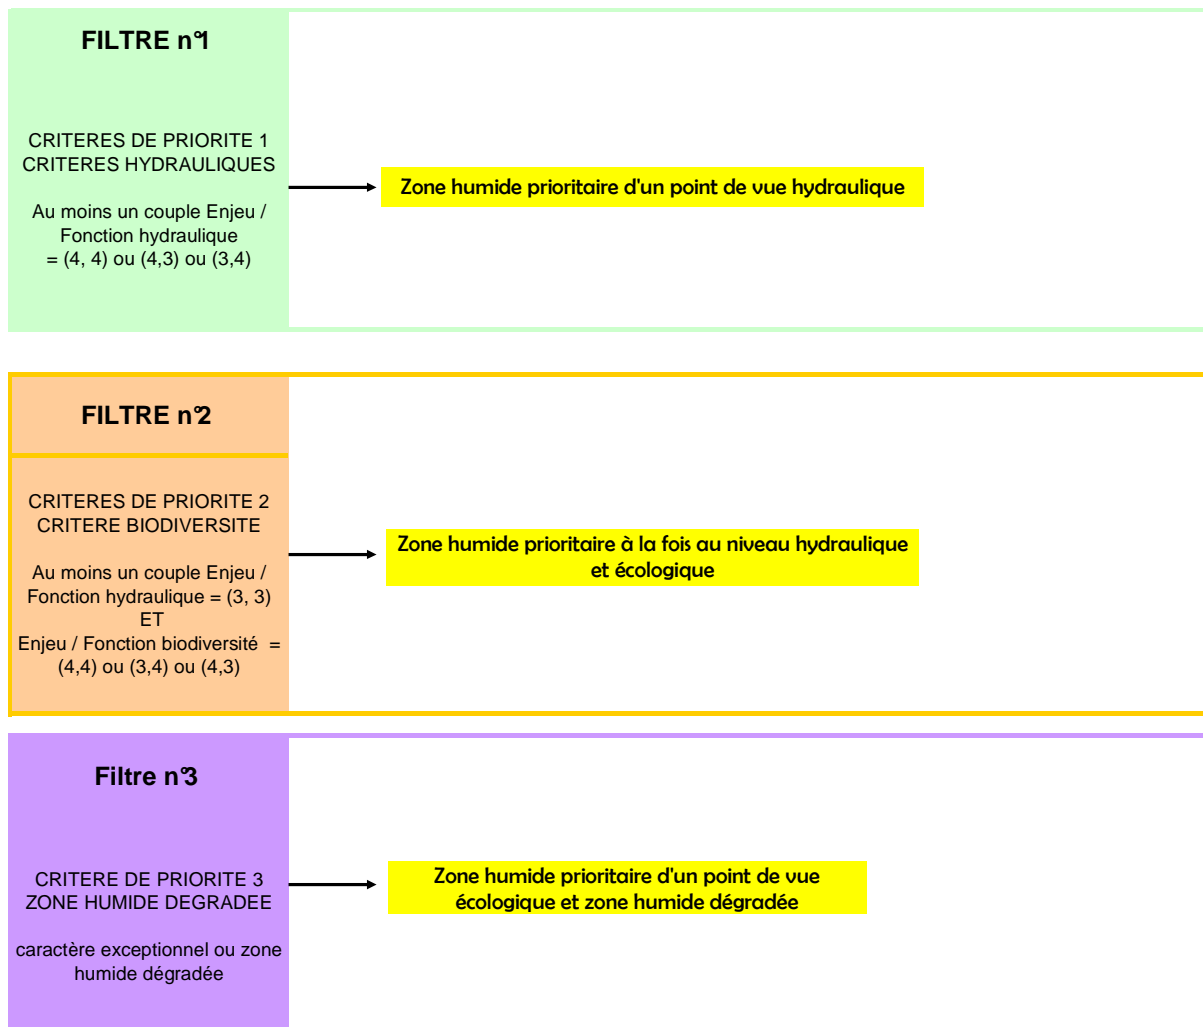 FILTRE n°1
CRITERES DE PRIORITE 1
CRITERES HYDRAULIQUES
Au moins un couple Enjeu /
Fonction hydraulique
= (4, 4) ou (4,3) ou (3,4)
Zone humide prioritaire d'un point de vue hydraulique
FILTRE n°2
CRITERES DE PRIORITE 2
CRITERE BIODIVERSITE
Au moins un couple Enjeu /
Fonction hydraulique = (3, 3)
ET
Enjeu / Fonction biodiversité =
(4,4) ou (3,4) ou (4,3)
Zone humide prioritaire à la fois au niveau hydraulique
et écologique
Filtre n°3
CRITERE DE PRIORITE 3
ZONE HUMIDE DEGRADEE
caractère exceptionnel ou zone
humide dégradée
Zone humide prioritaire d'un point de vue
écologique et zone humide dégradée